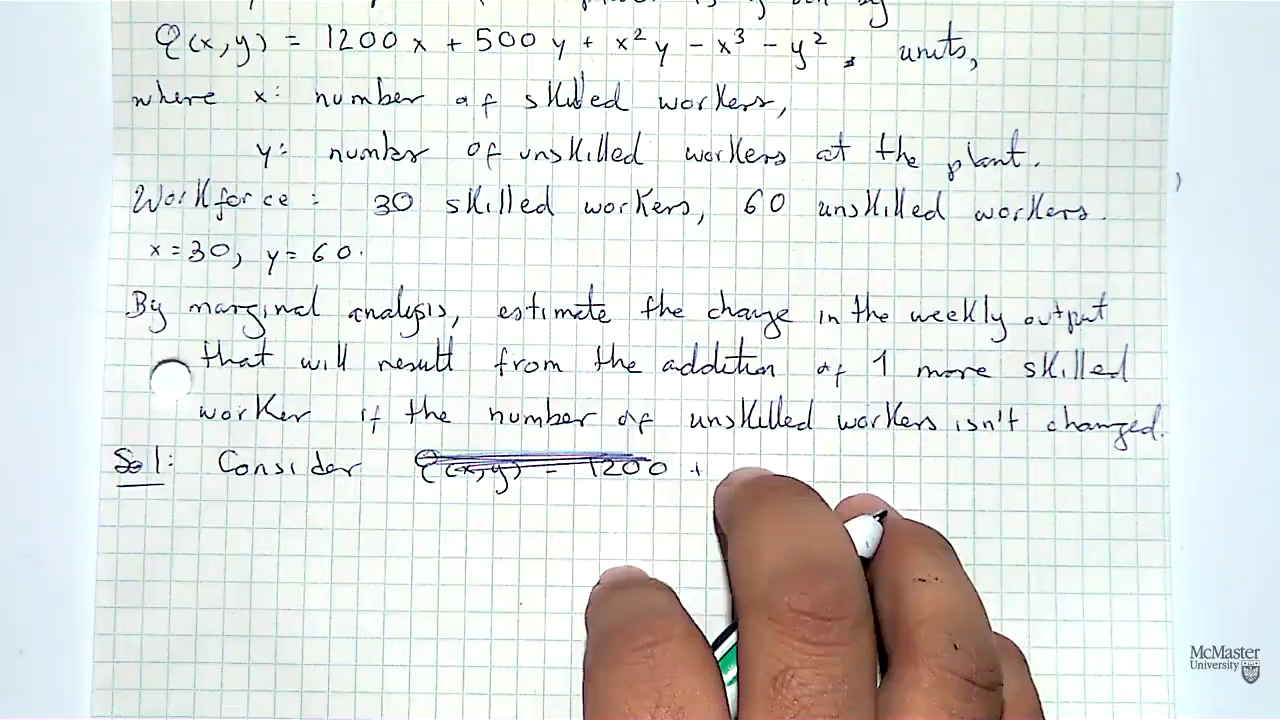 Q(x,y) = 1200x + 500y + x²y - x³ - y², units,
where x: number of skilled workers,
y: number of unskilled workers at the plant.
Workforce: 30 skilled workers, 60 unskilled workers.
x=30, y=60.
By marginal analysis, estimate the change in the weekly output
that will result from the addition of 1 more skilled
worker if the number of unskilled workers isn't changed.
Sol: Consider Q(x,y) = 1200 +
McMaster
University